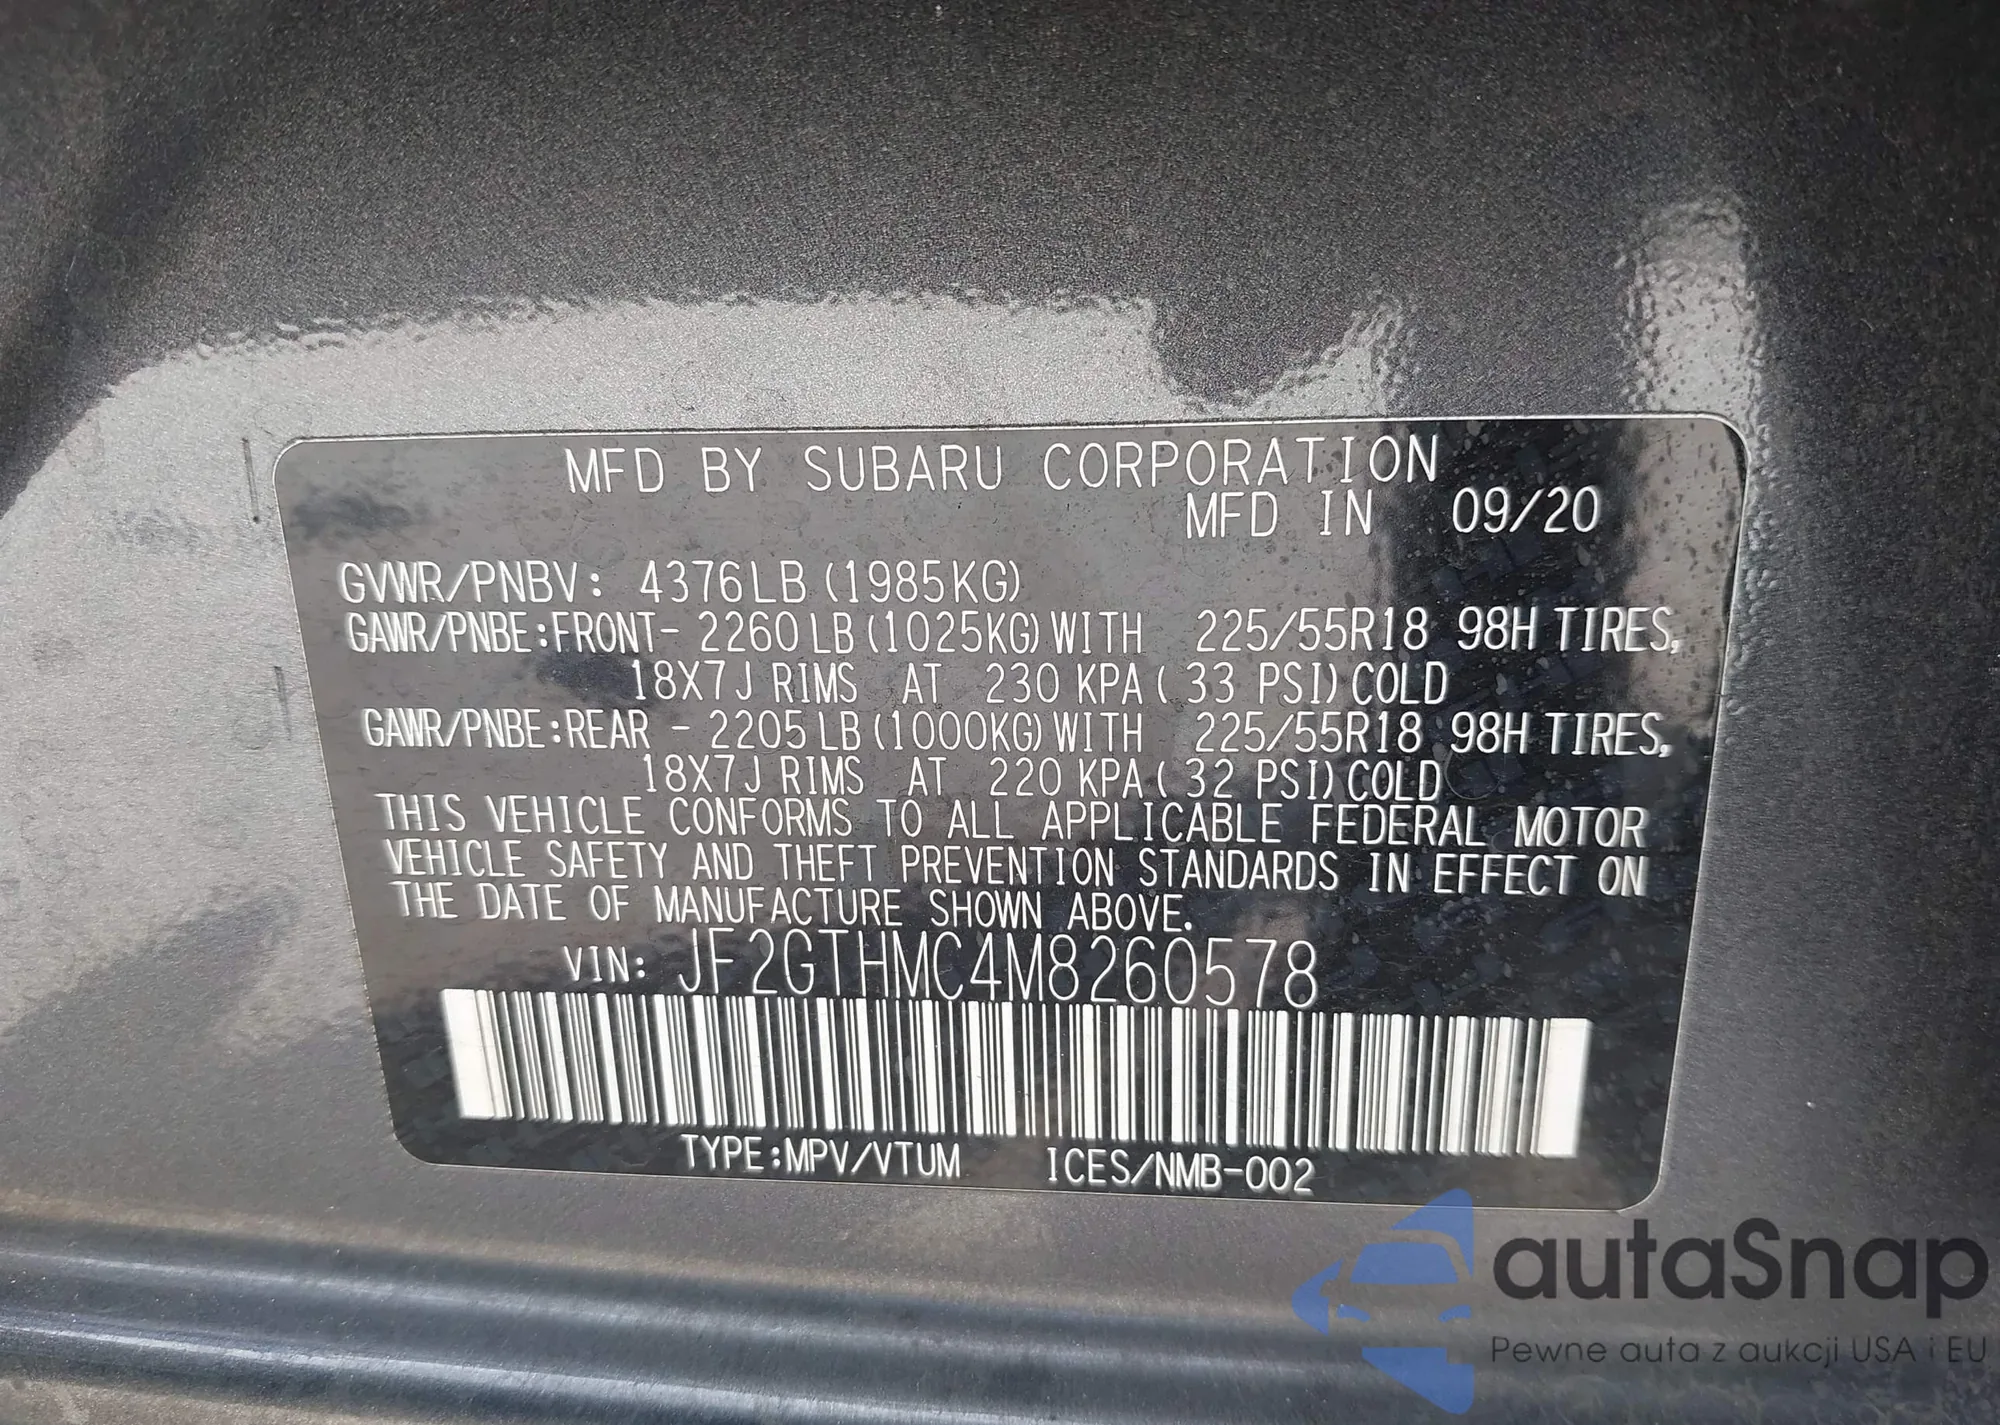 MFD BY SUBARU CORPORATION
MFD IN 09/20
GVWR/PNBV: 4376LB(1985KG)
GAWR/PNBE:FRONT- 2260LB(1025KG)WITH 225/55R18 98H TIRES,
18X7J RIMS AT 230 KPA( 33 PSI)COLD
GAWR/PNBE:REAR - 2205LB(1000KG)WITH 225/55R18 98H TIRES,
18X7J RIMS AT 220 KPA( 32 PSI)COLD
THIS VEHICLE CONFORMS TO ALL APPLICABLE FEDERAL MOTOR
VEHICLE SAFETY AND THEFT PREVENTION STANDARDS IN EFFECT ON
THE DATE OF MANUFACTURE SHOWN ABOVE.
VIN: JF2GTHMC4M8260578
TYPE:MPV/VTUM ICES/NMB-002
autaSnap
Pewne auta z aukcji USA i EU